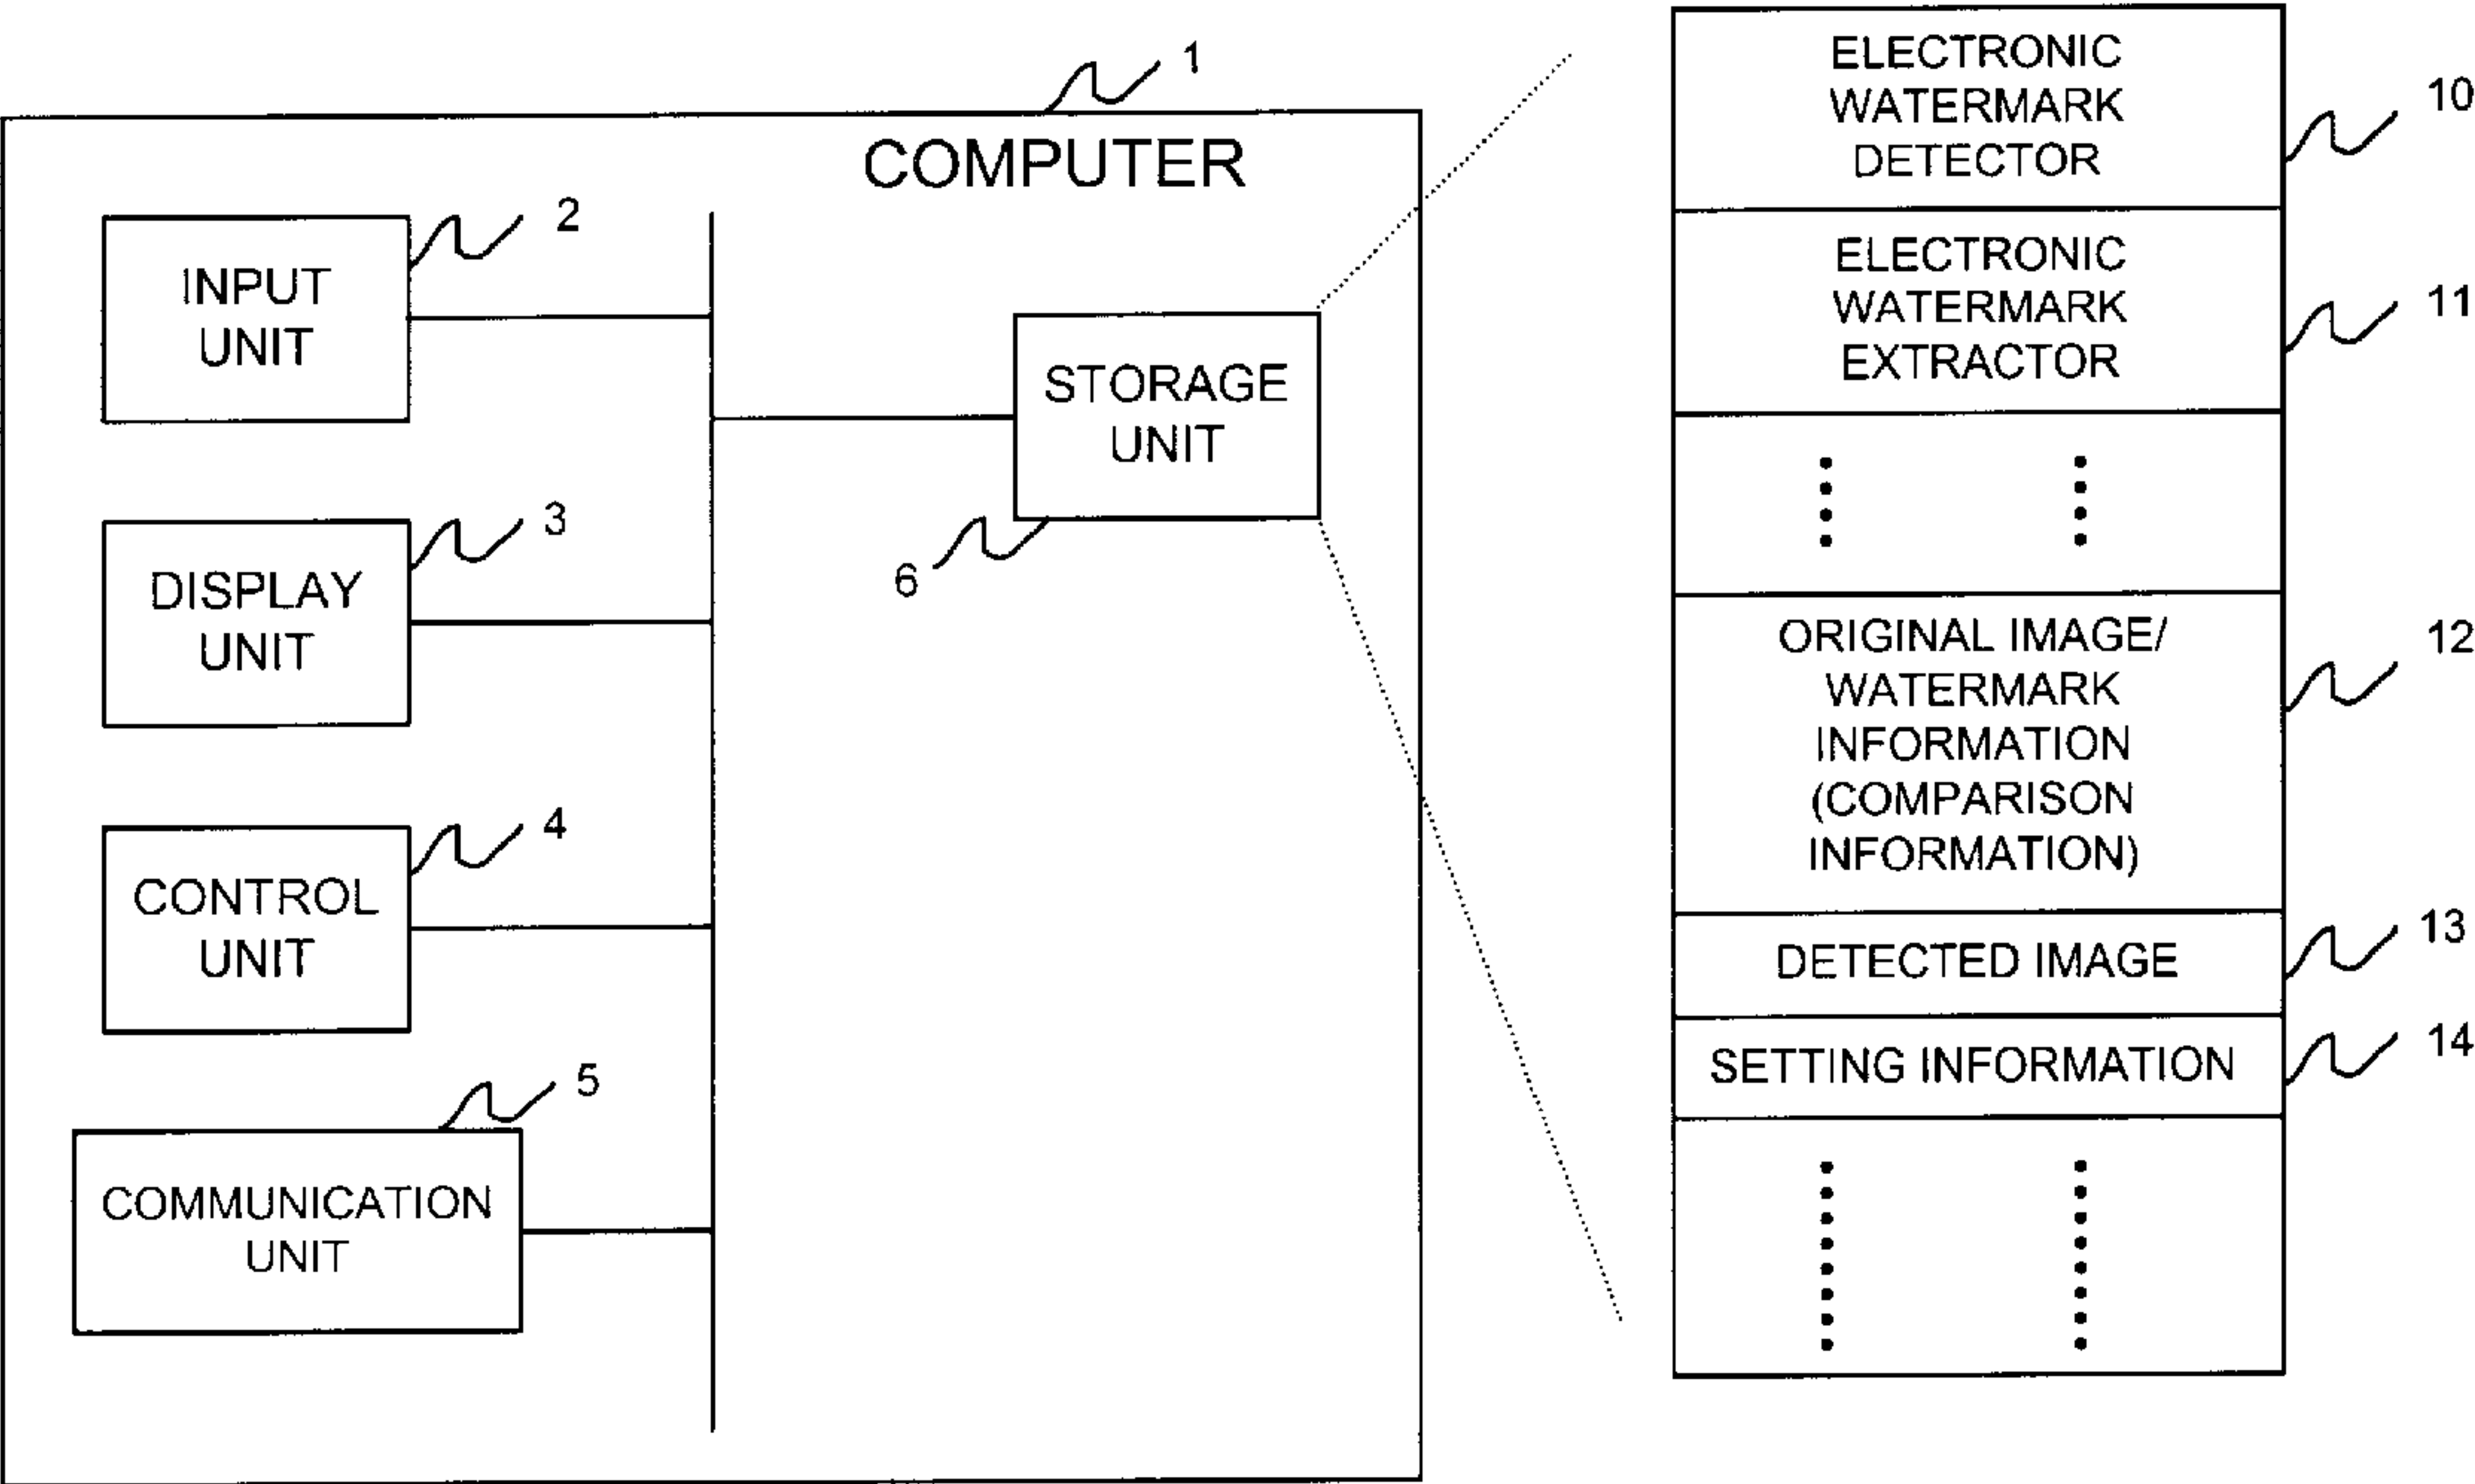 1
COMPUTER
2
INPUT
UNIT
3
DISPLAY
UNIT
4
CONTROL
UNIT
5
COMMUNICATION
UNIT
STORAGE
UNIT
6
ELECTRONIC
WATERMARK
DETECTOR
10
ELECTRONIC
WATERMARK
EXTRACTOR
11
ORIGINAL IMAGE/
WATERMARK
INFORMATION
(COMPARISON
INFORMATION)
12
DETECTED IMAGE
13
SETTING INFORMATION
14